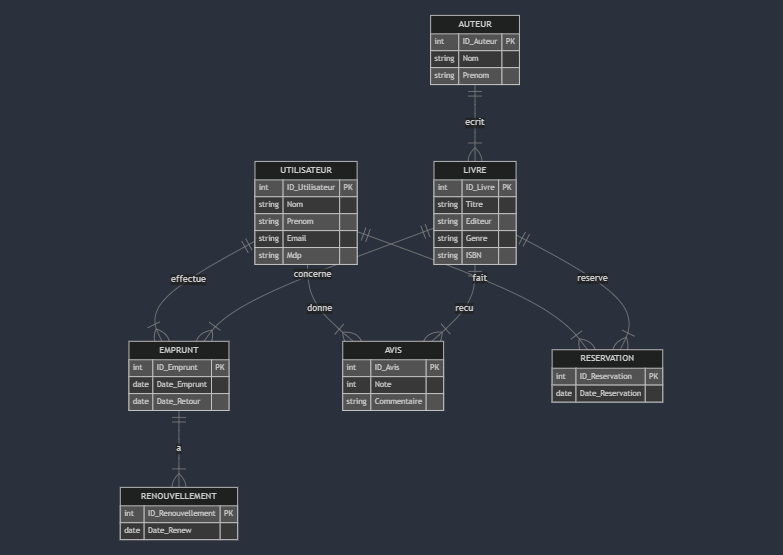 AUTEUR
int ID_Auteur PK
string Nom
string Prenom
ecrit
UTILISATEUR
int ID_Utilisateur PK
string Nom
string Prenom
string Email
string Mdp
LIVRE
int ID_Livre PK
string Titre
string Editeur
string Genre
string ISBN
effectue
concerne
fait
reserve
donne
recu
EMPRUNT
int ID_Emprunt PK
date Date_Emprunt
date Date_Retour
AVIS
int ID_Avis PK
int Note
string Commentaire
RESERVATION
int ID_Reservation PK
date Date_Reservation
a
RENOUVELLEMENT
int ID_Renouvellement PK
date Date_Renew